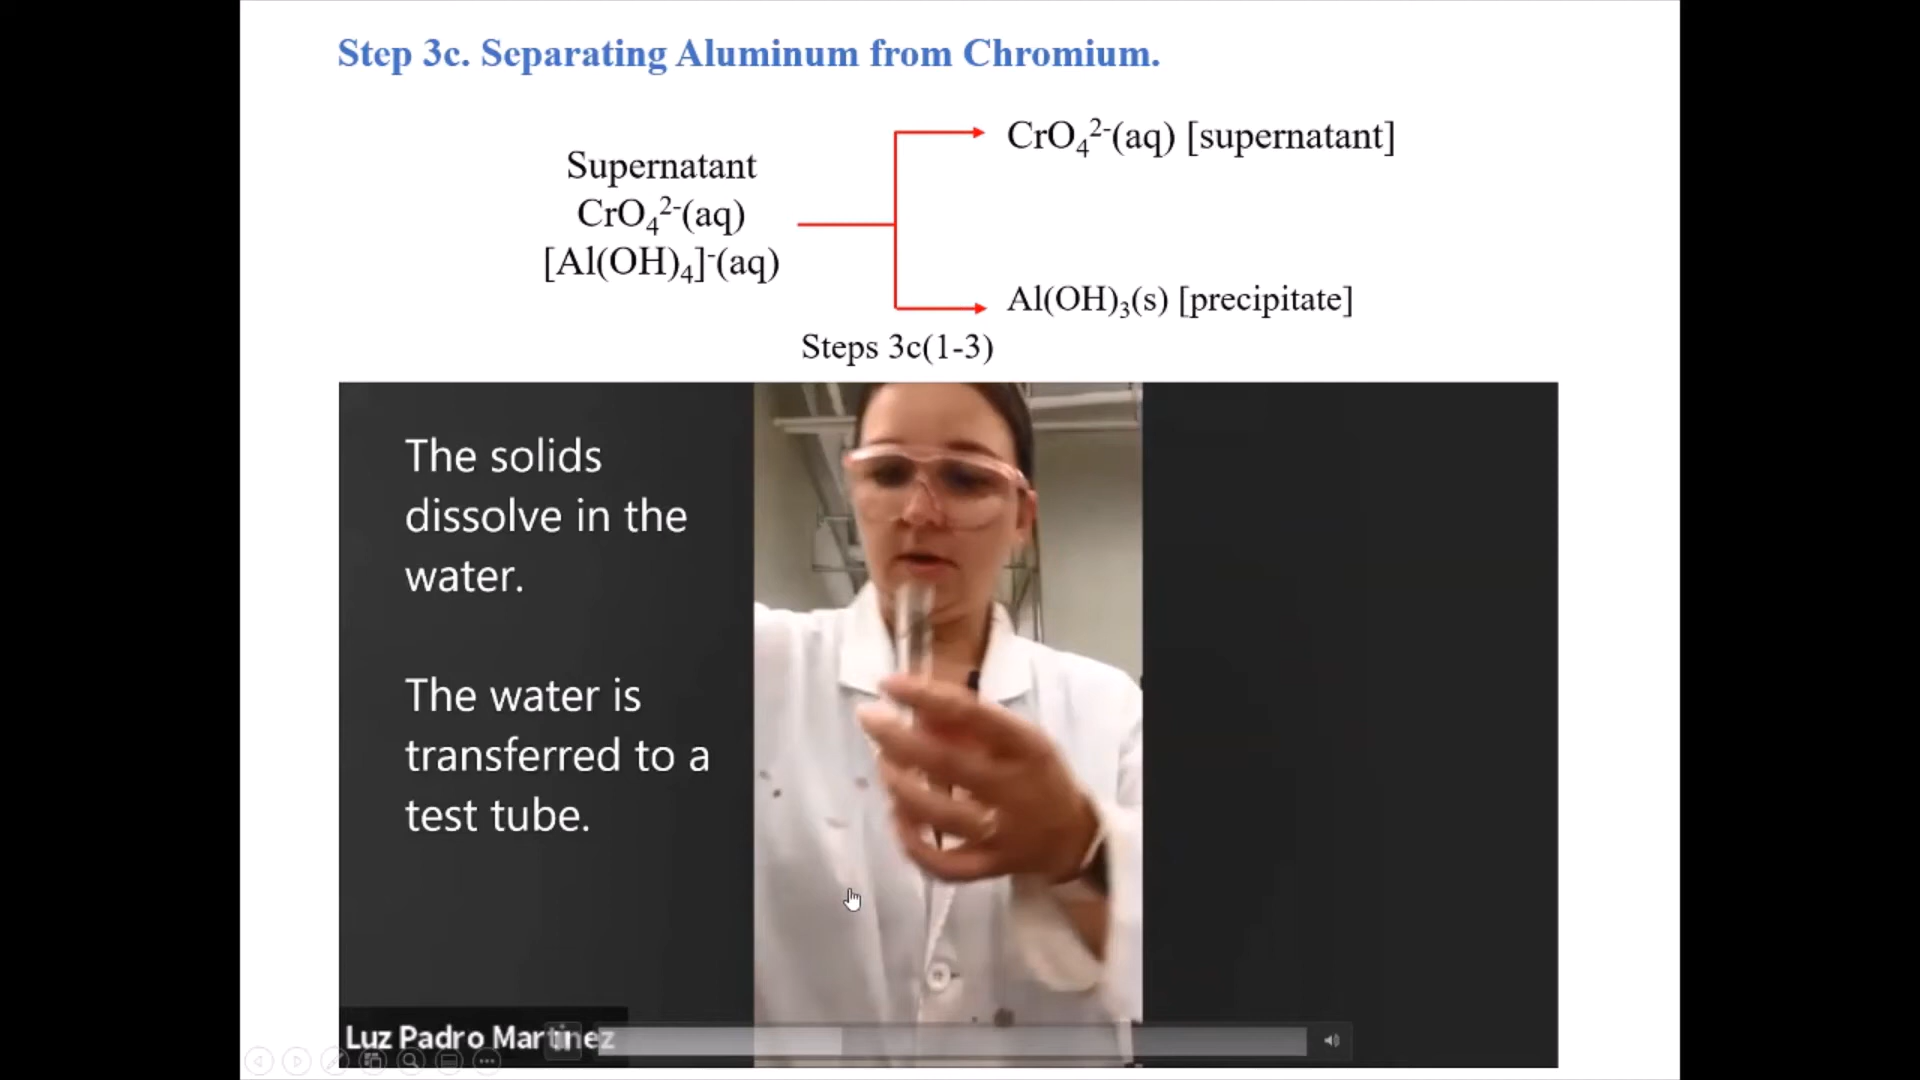 Step 3c. Separating Aluminum from Chromium.
Supernatant
CrO₄²⁻(aq)
[Al(OH)₄]⁻(aq)
CrO₄²⁻(aq) [supernatant]
Al(OH)₃(s) [precipitate]
Steps 3c(1-3)
The solids
dissolve in the
water.
The water is
transferred to a
test tube.
Luz Padro Martinez